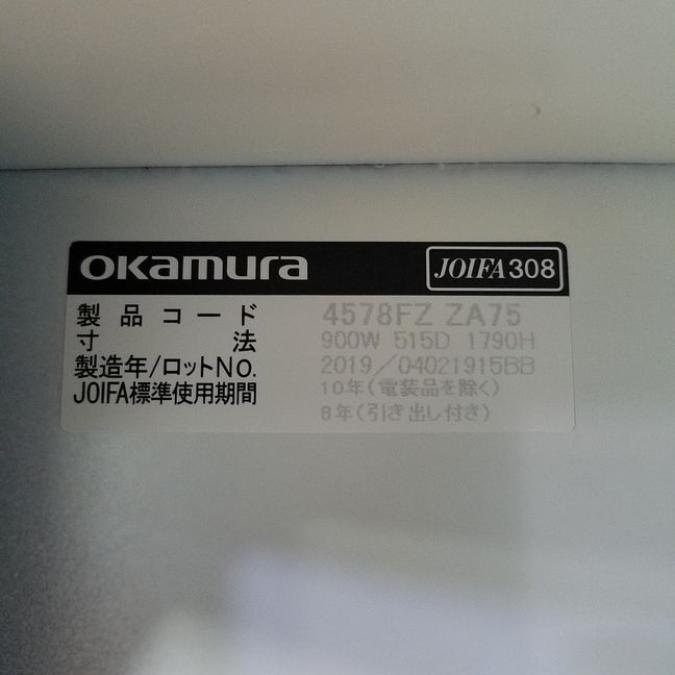 okamura JOIFA308
製品コード 4578FZ ZA75
寸法 900W 515D 1790H
製造年/ロットNo. 2019/04021915BB
JOIFA標準使用期間 10年(電装品を除く)
8年(引き出し付き)